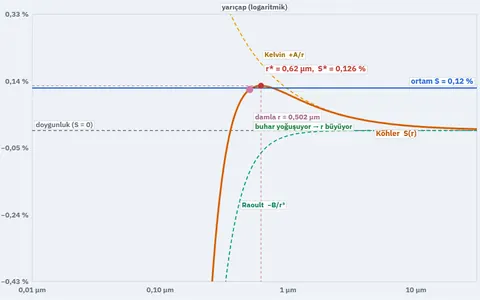 yarıçap (logaritmik)
0,33 %
Kelvin +A/r
r* = 0,62 µm, S* = 0,126 %
0,14 %
ortam S = 0,12 %
damla r = 0,502 µm
doygunluk (S = 0)
buhar yoğuşuyor — r büyüyor
Köhler S(r)
−0,05 %
Raoult −B/r³
−0,24 %
−0,43 %
0,01 µm
0,10 µm
1 µm
10 µm